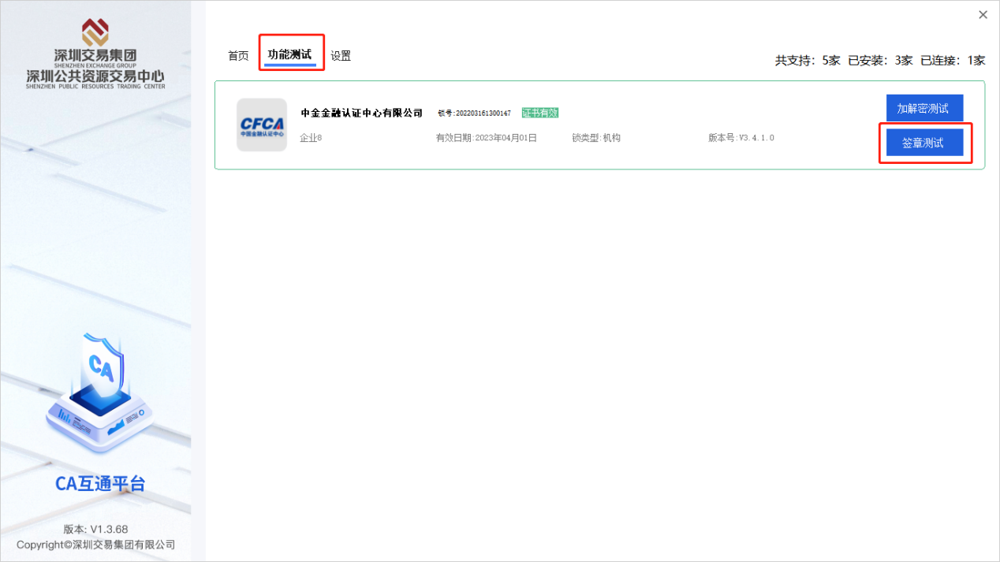 深圳交易集团
SHENZHEN EXCHANGE GROUP
深圳公共资源交易中心
SHENZHEN PUBLIC RESOURCES TRADING CENTER
首页 功能测试 设置
共支持：5家 已安装：3家 已连接：1家
CFCA
中国金融认证中心
中金金融认证中心有限公司 锁号:202203161300147 证书有效
加解密测试
企业8 有效日期:2023年04月01日 锁类型:机构 版本号:V3.4.1.0
签章测试
CA
CA互通平台
版本: V1.3.68
Copyright©深圳交易集团有限公司